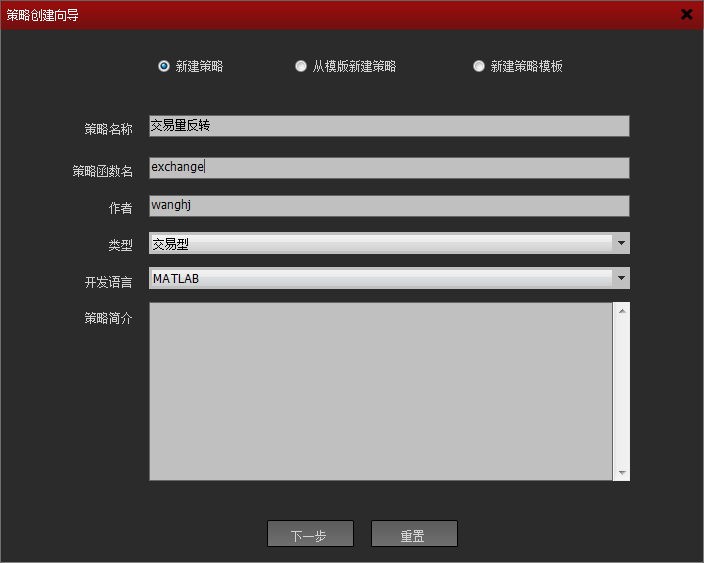 策略创建向导
新建策略 从模版新建策略 新建策略模板
策略名称 交易量反转
策略函数名 exchange
作者 wanghj
类型 交易型
开发语言 MATLAB
策略简介
下一步 重置